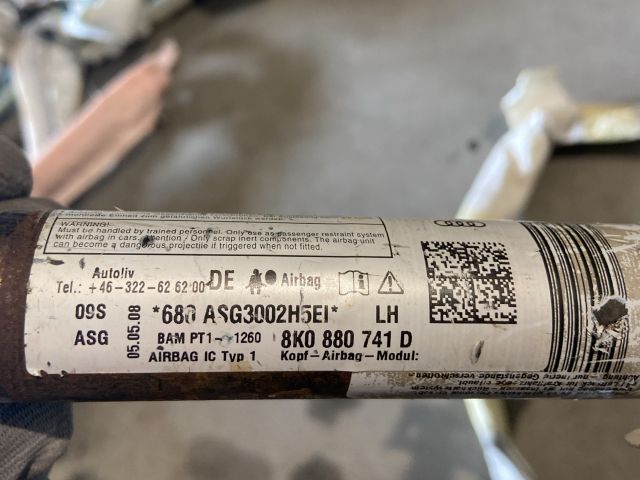 WARNING!
Must be handled by trained personnel. Only use as passenger restraint system
with airbag in cars. Attention / Only scrap inert components. The airbag unit
can become a dangerous projectile if triggered when not fitted.
Autoliv
Tel.: +46-322-62 62 00 DE Airbag
09S 05.05.08 *680 ASG3002H5EI* LH
ASG BAM PT1- 1260 8K0 880 741 D
AIRBAG IC Typ 1 Kopf-Airbag-Modul: